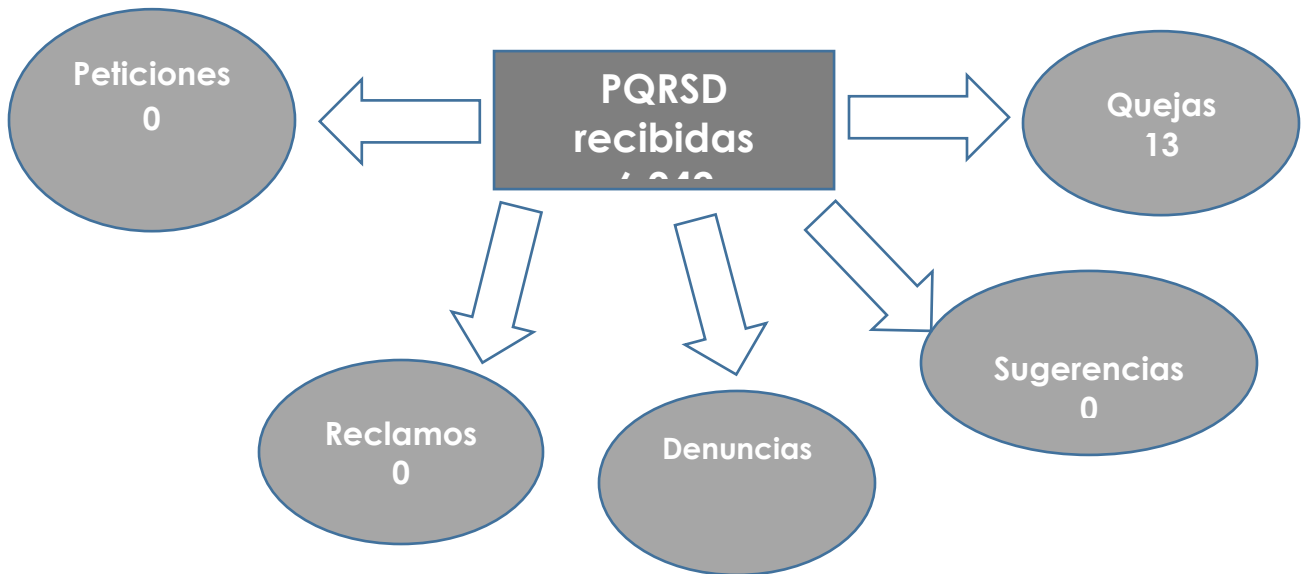 Peticiones
0
PQRSD
recibidas
Quejas
13
Sugerencias
0
Reclamos
0
Denuncias